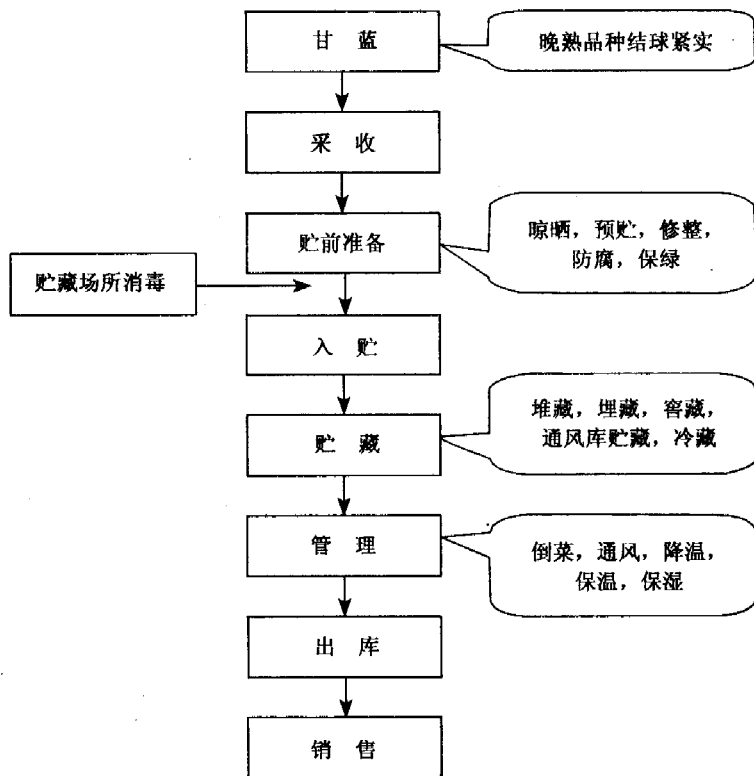 甘 蓝
晚熟品种结球紧实
采 收
贮前准备
晾晒，预贮，修整，
防腐，保绿
贮藏场所消毒
入 贮
贮 藏
堆藏，埋藏，窖藏，
通风库贮藏，冷藏
管 理
倒菜，通风，降温，
保温，保湿
出 库
销 售